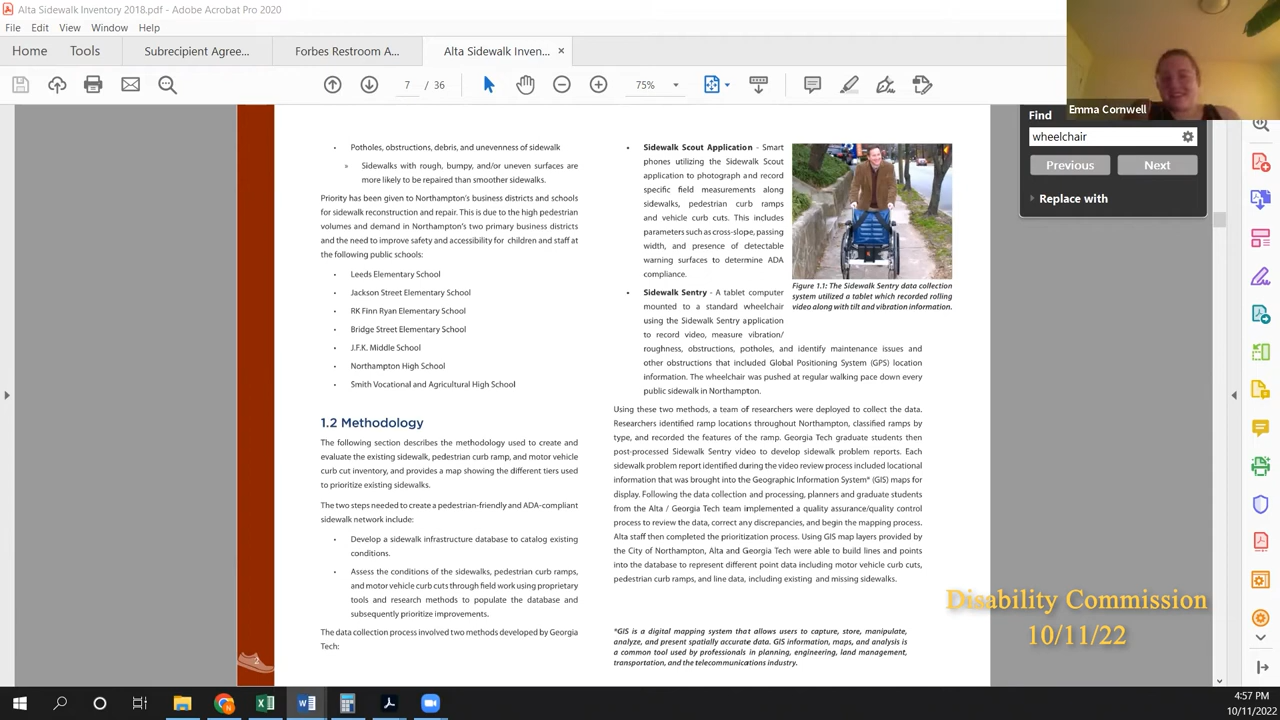 Alta Sidewalk Inventory 2018.pdf - Adobe Acrobat Pro 2020
File Edit View Window Help
Home Tools Subrecipient Agree... Forbes Restroom A... Alta Sidewalk Inven... ×
7 / 36 75%
Emma Cornwell
Find
wheelchair
Previous Next
Replace with
• Potholes, obstructions, debris, and unevenness of sidewalk
» Sidewalks with rough, bumpy, and/or uneven surfaces are
more likely to be repaired than smoother sidewalks.
Priority has been given to Northampton's business districts and schools
for sidewalk reconstruction and repair. This is due to the high pedestrian
volumes and demand in Northampton's two primary business districts
and the need to improve safety and accessibility for children and staff at
the following public schools:
• Leeds Elementary School
• Jackson Street Elementary School
• RK Finn Ryan Elementary School
• Bridge Street Elementary School
• J.F.K. Middle School
• Northampton High School
• Smith Vocational and Agricultural High School
1.2 Methodology
The following section describes the methodology used to create and
evaluate the existing sidewalk, pedestrian curb ramp, and motor vehicle
curb cut inventory, and provides a map showing the different tiers used
to prioritize existing sidewalks.
The two steps needed to create a pedestrian-friendly and ADA-compliant
sidewalk network include:
• Develop a sidewalk infrastructure database to catalog existing
conditions.
• Assess the conditions of the sidewalks, pedestrian curb ramps,
and motor vehicle curb cuts through field work using proprietary
tools and research methods to populate the database and
subsequently prioritize improvements.
The data collection process involved two methods developed by Georgia
Tech:
• Sidewalk Scout Application - Smart
phones utilizing the Sidewalk Scout
application to photograph and record
specific field measurements along
sidewalks, pedestrian curb ramps
and vehicle curb cuts. This includes
parameters such as cross-slope, passing
width, and presence of detectable
warning surfaces to determine ADA
compliance.
• Sidewalk Sentry - A tablet computer
mounted to a standard wheelchair
using the Sidewalk Sentry application
to record video, measure vibration/
roughness, obstructions, potholes, and identify maintenance issues and
other obstructions that included Global Positioning System (GPS) location
information. The wheelchair was pushed at regular walking pace down every
public sidewalk in Northampton.
Figure 1.1: The Sidewalk Sentry data collection
system utilized a tablet which recorded rolling
video along with tilt and vibration information.
Using these two methods, a team of researchers were deployed to collect the data.
Researchers identified ramp locations throughout Northampton, classified ramps by
type, and recorded the features of the ramp. Georgia Tech graduate students then
post-processed Sidewalk Sentry video to develop sidewalk problem reports. Each
sidewalk problem report identified during the video review process included locational
information that was brought into the Geographic Information System* (GIS) maps for
display. Following the data collection and processing, planners and graduate students
from the Alta / Georgia Tech team implemented a quality assurance/quality control
process to review the data, correct any discrepancies, and begin the mapping process.
Alta staff then completed the prioritization process. Using GIS map layers provided by
the City of Northampton, Alta and Georgia Tech were able to build lines and points
into the database to represent different point data including motor vehicle curb cuts,
pedestrian curb ramps, and line data, including existing and missing sidewalks.
*GIS is a digital mapping system that allows users to capture, store, manipulate,
analyze, and present spatially accurate data. GIS information, maps, and analysis is
a common tool used by professionals in planning, engineering, land management,
transportation, and the telecommunications industry.
Disability Commission
10/11/22
4:57 PM
10/11/2022